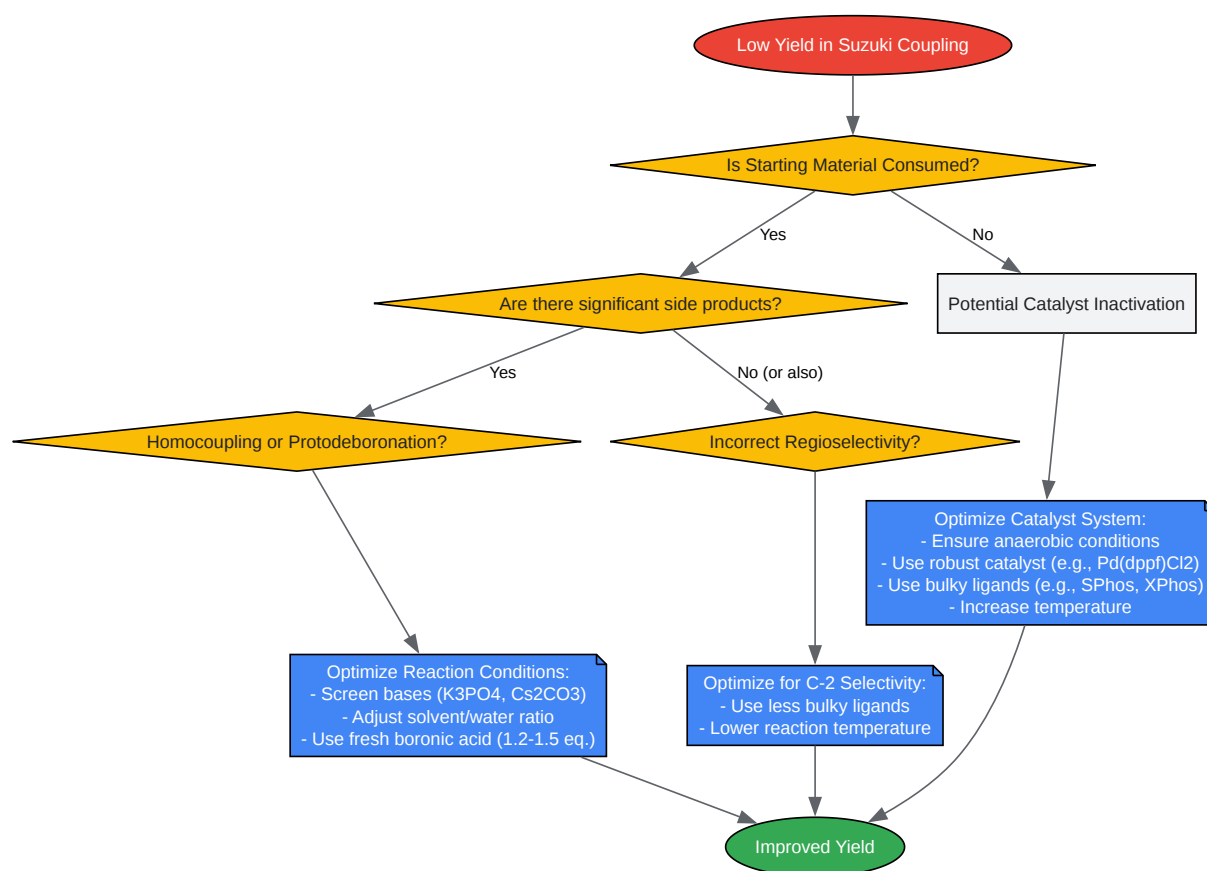 Low Yield in Suzuki Coupling
Is Starting Material Consumed?
Yes
No
Are there significant side products?
Potential Catalyst Inactivation
Yes
No (or also)
Homocoupling or Protodeboronation?
Incorrect Regioselectivity?
Optimize Catalyst System:
- Ensure anaerobic conditions
- Use robust catalyst (e.g., Pd(dppf)Cl2)
- Use bulky ligands (e.g., SPhos, XPhos)
- Increase temperature
Optimize Reaction Conditions:
- Screen bases (K3PO4, Cs2CO3)
- Adjust solvent/water ratio
- Use fresh boronic acid (1.2-1.5 eq.)
Optimize for C-2 Selectivity:
- Use less bulky ligands
- Lower reaction temperature
Improved Yield